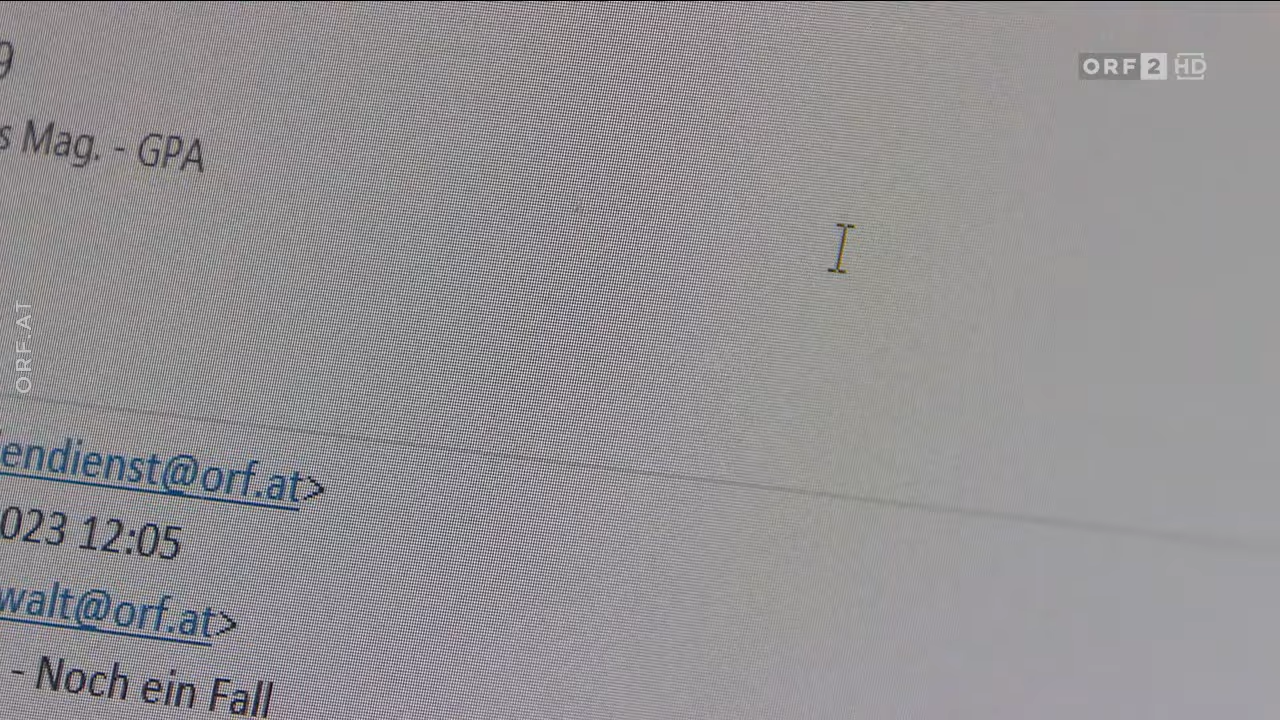 9
ORF 2 HD
s Mag. - GPA
ORF.AT
endienst@orf.at>
023 12:05
walt@orf.at>
- Noch ein Fall